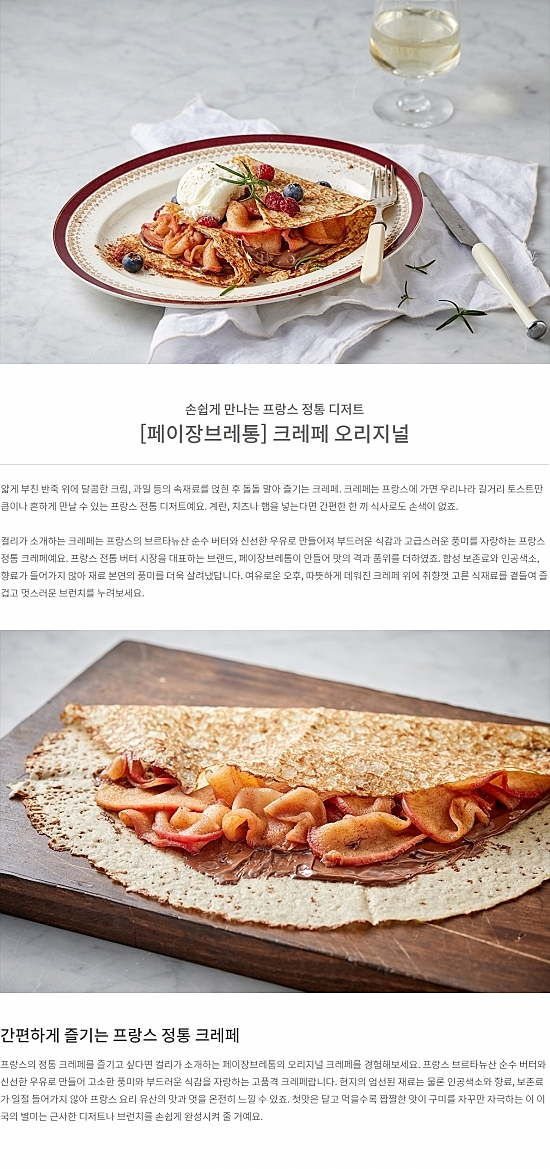 손쉽게 만나는 프랑스 정통 디저트
[페이장브레통] 크레페 오리지널
얇게 부친 반죽 위에 달콤한 크림, 과일 등의 속재료를 얹힌 후 돌돌 말아 즐기는 크레페. 크레페는 프랑스에 가면 우리나라 길거리 토스트만
큼이나 흔하게 만날 수 있는 프랑스 전통 디저트예요. 계란, 치즈나 햄을 넣는다면 간편한 한 끼 식사로도 손색이 없죠.
컬리가 소개하는 크레페는 프랑스의 브르타뉴산 순수 버터와 신선한 우유로 만들어져 부드러운 식감과 고급스러운 풍미를 자랑하는 프랑스
정통 크레페예요. 프랑스 전통 버터 시장을 대표하는 브랜드, 페이장브레통이 만들어 맛의 격과 품위를 더하였죠. 합성 보존료와 인공색소,
향료가 들어가지 않아 재료 본연의 풍미를 더욱 살려냈답니다. 여유로운 오후, 따뜻하게 데워진 크레페 위에 취향껏 고른 식재료를 곁들여 즐
겁고 멋스러운 브런치를 누려보세요.
간편하게 즐기는 프랑스 정통 크레페
프랑스의 정통 크레페를 즐기고 싶다면 컬리가 소개하는 페이장브레통의 오리지널 크레페를 경험해보세요. 프랑스 브르타뉴산 순수 버터와
신선한 우유로 만들어 고소한 풍미와 부드러운 식감을 자랑하는 고품격 크레페랍니다. 현지의 엄선된 재료는 물론 인공색소와 향료, 보존료
가 일절 들어가지 않아 프랑스 요리 유산의 맛과 멋을 온전히 느낄 수 있죠. 첫맛은 달고 먹을수록 짭짤한 맛이 구미를 자꾸만 자극하는 이 이
국의 별미는 근사한 디저트나 브런치를 손쉽게 완성시켜 줄 거예요.